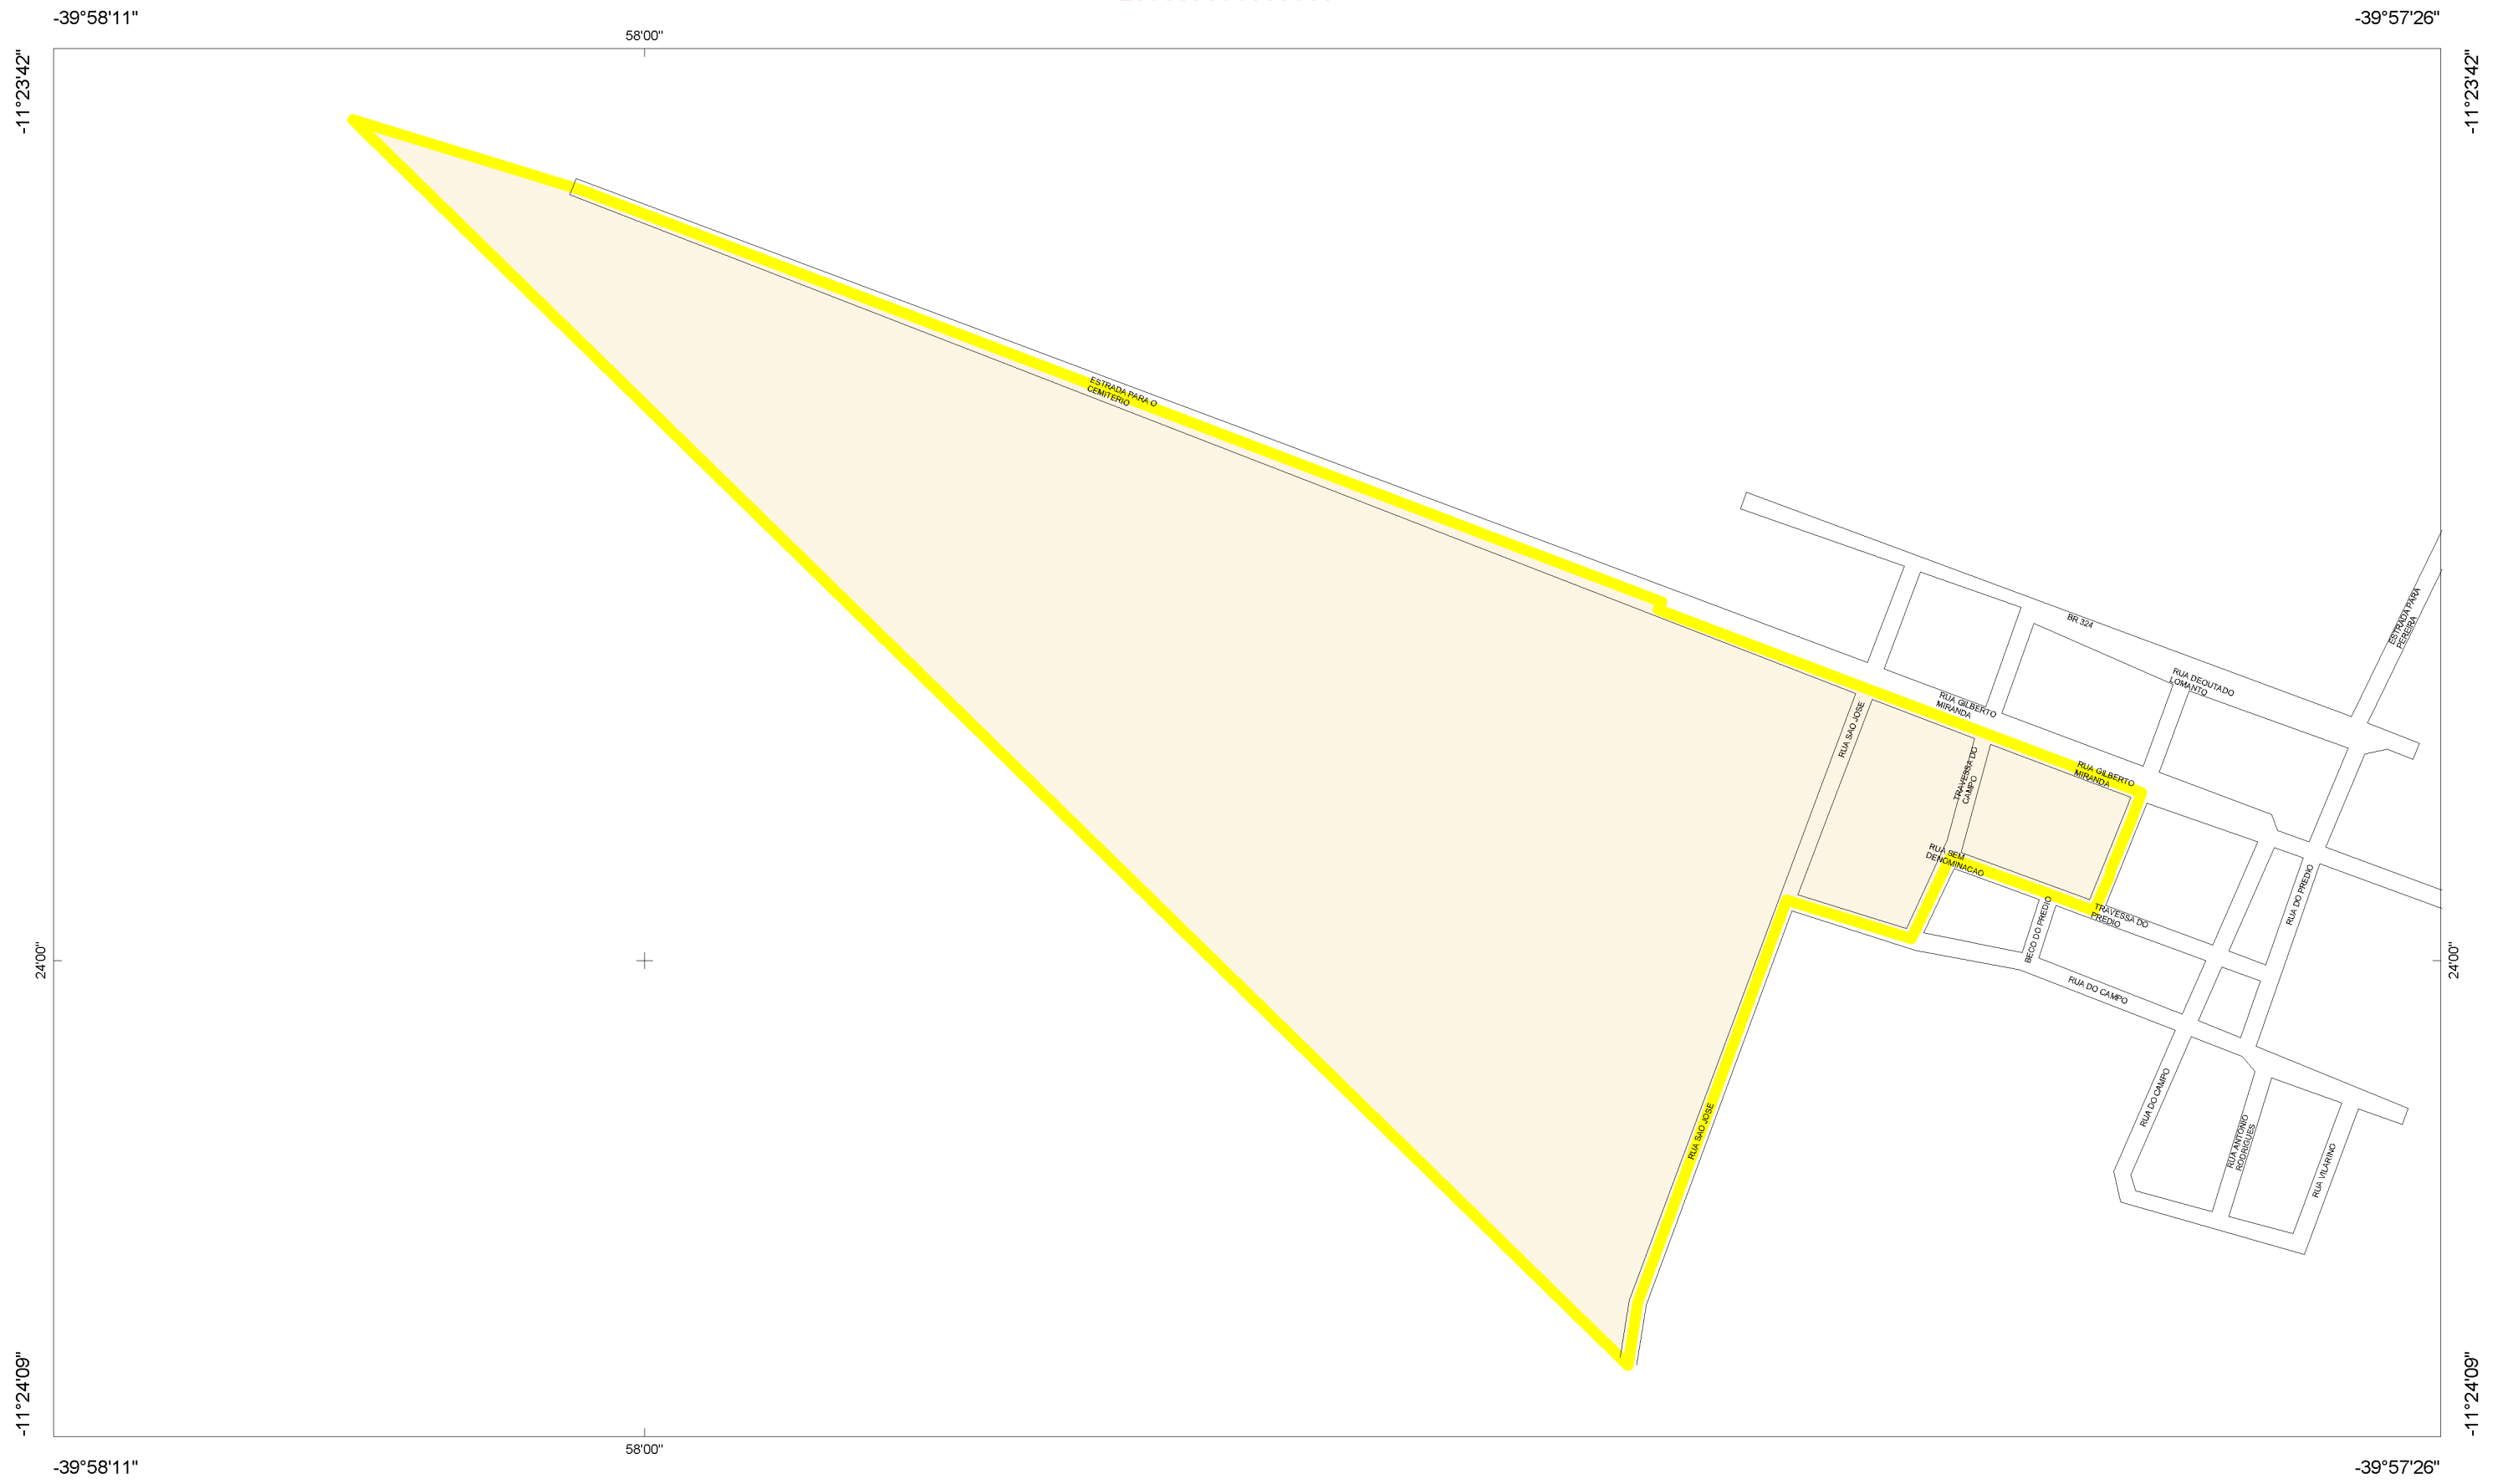 -39°58'11"
-39°57'26"
58'00"
-11°23'42"
-11°23'42"
ESTRADA PARA O
CEMITERIO
BR 324
ESTRADA PARA
PEREIRA
RUA DEOUTADO
LOMANTO
RUA GILBERTO
MIRANDA
RUA SAO JOSE
TRAVESSA DO
CAMPO
RUA GILBERTO
MIRANDA
RUA SEM
DENOMINACAO
RUA DO PREDIO
TRAVESSA DO
PREDIO
BECO DO PREDIO
24'00"
24'00"
RUA DO CAMPO
RUA DO CAMPO
RUA SAO JOSE
RUA ANTONIO
RODRIGUES
RUA VILARINO
-11°24'09"
-11°24'09"
58'00"
-39°58'11"
-39°57'26"